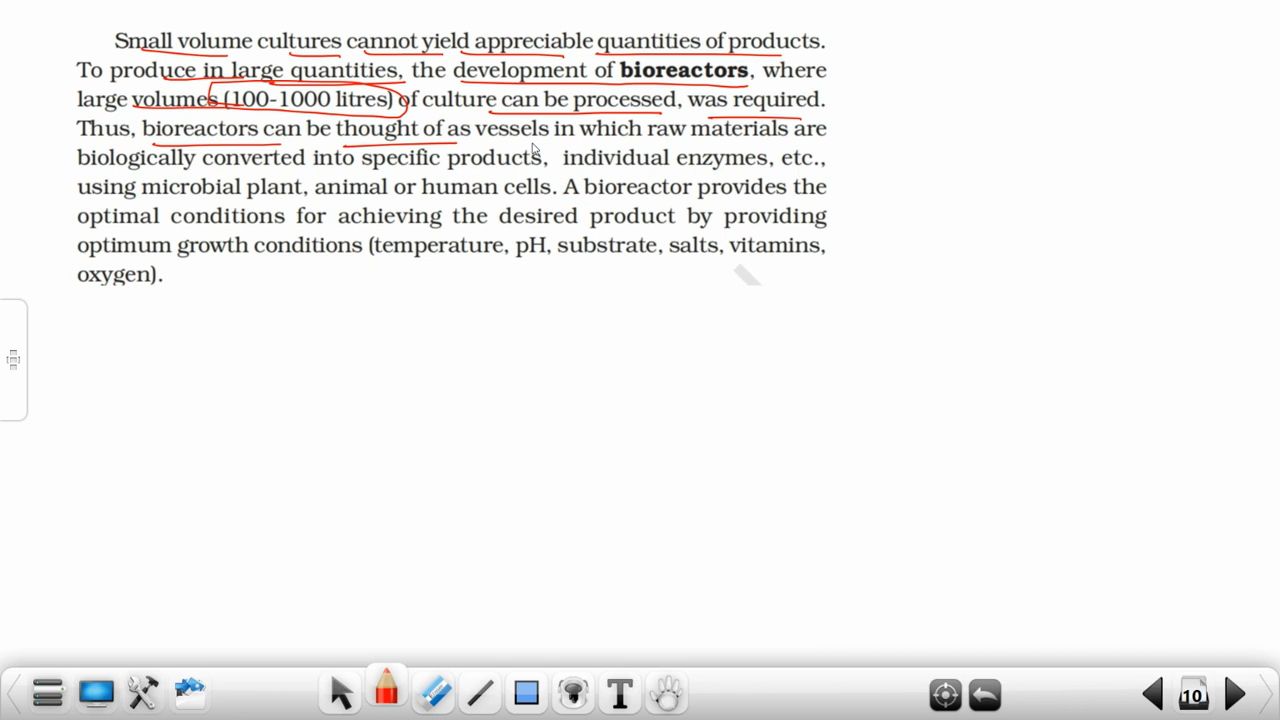 Small volume cultures cannot yield appreciable quantities of products.
To produce in large quantities, the development of bioreactors, where
large volumes (100-1000 litres) of culture can be processed, was required.
Thus, bioreactors can be thought of as vessels in which raw materials are
biologically converted into specific products, individual enzymes, etc.,
using microbial plant, animal or human cells. A bioreactor provides the
optimal conditions for achieving the desired product by providing
optimum growth conditions (temperature, pH, substrate, salts, vitamins,
oxygen).
T
10